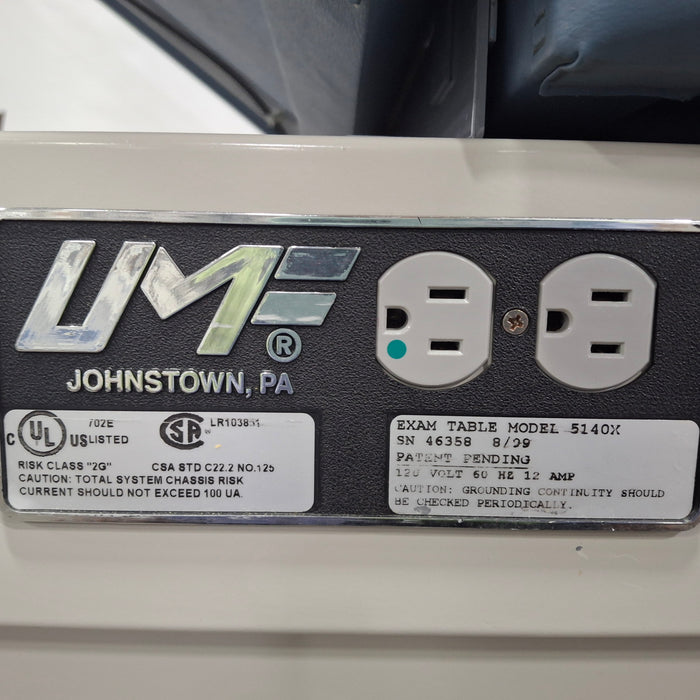 UMF®
JOHNSTOWN, PA
C UL US LISTED
702E
CSA
LR103851
RISK CLASS "2G" CSA STD C22.2 NO.125
CAUTION: TOTAL SYSTEM CHASSIS RISK
CURRENT SHOULD NOT EXCEED 100 UA.
EXAM TABLE MODEL 5140X
SN 46358 8/99
PATENT PENDING
120 VOLT 60 HZ 12 AMP
CAUTION: GROUNDING CONTINUITY SHOULD
BE CHECKED PERIODICALLY.